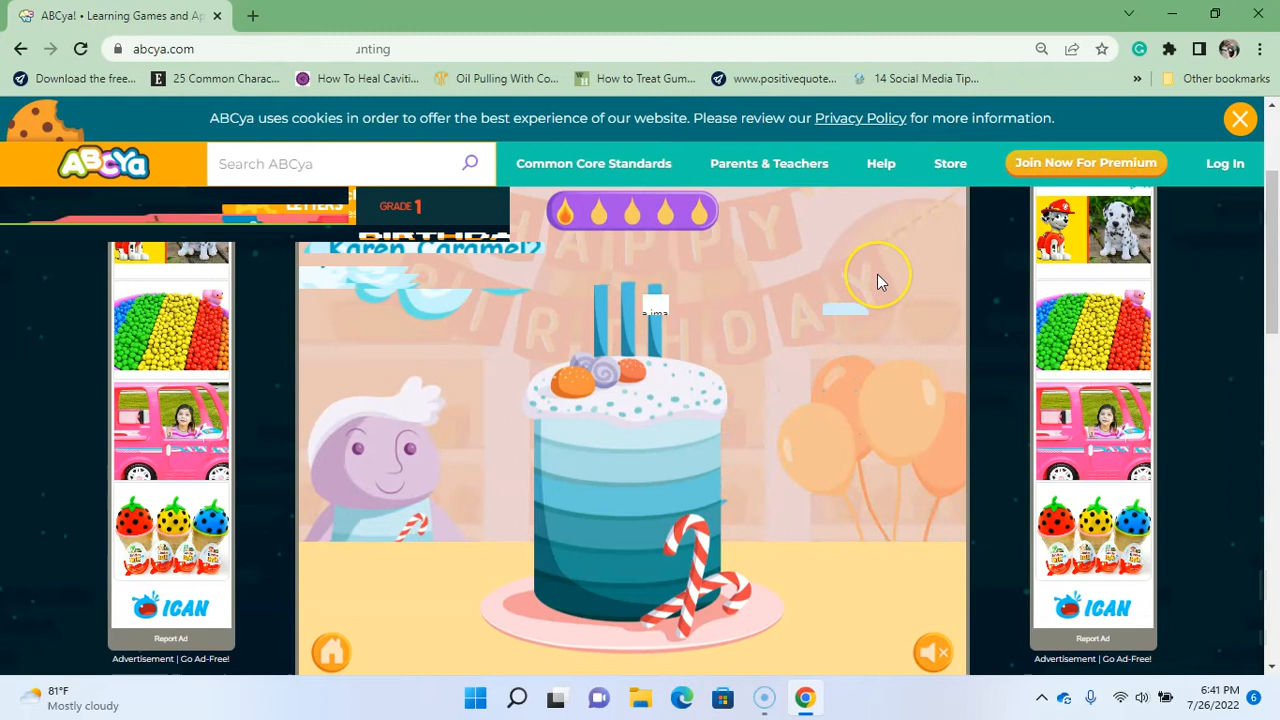 ABCya! • Learning Games and Ap
abcya.com
unting
Download the free...
25 Common Charac...
How To Heal Caviti...
Oil Pulling With Co...
How to Treat Gum...
www.positivequote...
14 Social Media Tip...
»
Other bookmarks
ABCya uses cookies in order to offer the best experience of our website. Please review our Privacy Policy for more information.
ABCya
Search ABCya
Common Core Standards
Parents & Teachers
Help
Store
Join Now For Premium
Log In
LETTERS
GRADE 1
BIRTHDA
Karen Caramel?
HAPPY
BIRTHDAY
ICAN
ICAN
Report Ad
Report Ad
Advertisement | Go Ad-Free!
Advertisement | Go Ad-Free!
81°F
Mostly cloudy
6:41 PM
7/26/2022
6